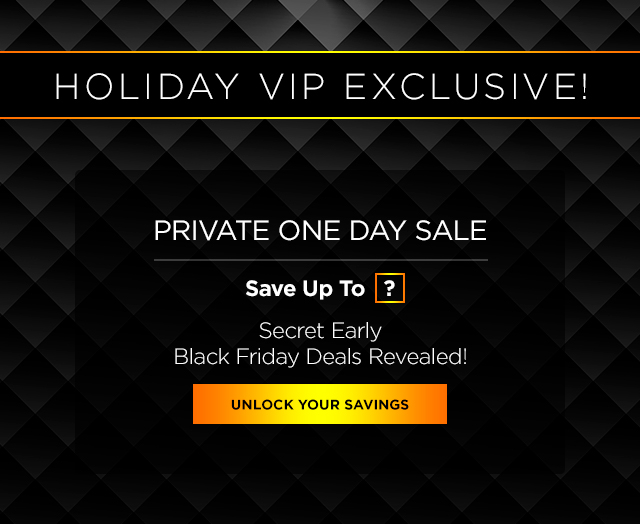 HOLIDAY VIP EXCLUSIVE!
PRIVATE ONE DAY SALE
Save Up To ?
Secret Early
Black Friday Deals Revealed!
UNLOCK YOUR SAVINGS